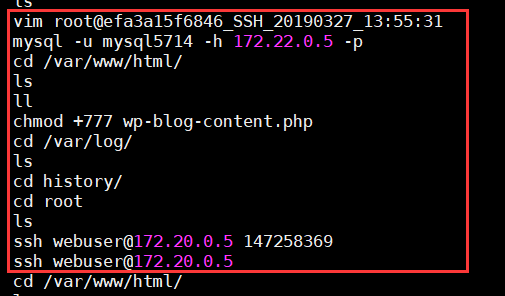 ls
vim root@efa3a15f6846_SSH_20190327_13:55:31
mysql -u mysql5714 -h 172.22.0.5 -p
cd /var/www/html/
ls
ll
chmod +777 wp-blog-content.php
cd /var/log/
ls
cd history/
cd root
ls
ssh webuser@172.20.0.5 147258369
ssh webuser@172.20.0.5
cd /var/www/html/